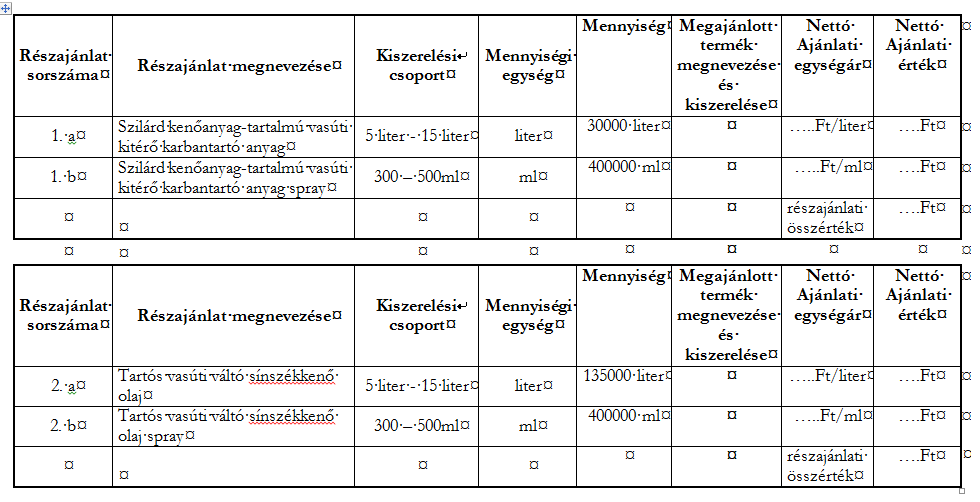 Részajánlat sorszáma Részajánlat megnevezése Kiszerelési csoport Mennyiségi egység Mennyiség Megajánlott termék megnevezése és kiszerelése Nettó Ajánlati egységár Nettó Ajánlati érték
1. a Szilárd kenőanyag-tartalmú vasúti kitérő karbantartó anyag 5 liter - 15 liter liter 30000 liter …..Ft/liter ….Ft
1. b Szilárd kenőanyag-tartalmú vasúti kitérő karbantartó anyag spray 300 – 500ml ml 400000 ml …..Ft/ml ….Ft
részajánlati összérték ….Ft
Részajánlat sorszáma Részajánlat megnevezése Kiszerelési csoport Mennyiségi egység Mennyiség Megajánlott termék megnevezése és kiszerelése Nettó Ajánlati egységár Nettó Ajánlati érték
2. a Tartós vasúti váltó sínszékkenő olaj 5 liter - 15 liter liter 135000 liter …..Ft/liter ….Ft
2. b Tartós vasúti váltó sínszékkenő olaj spray 300 – 500ml ml 400000 ml …..Ft/ml ….Ft
részajánlati összérték ….Ft